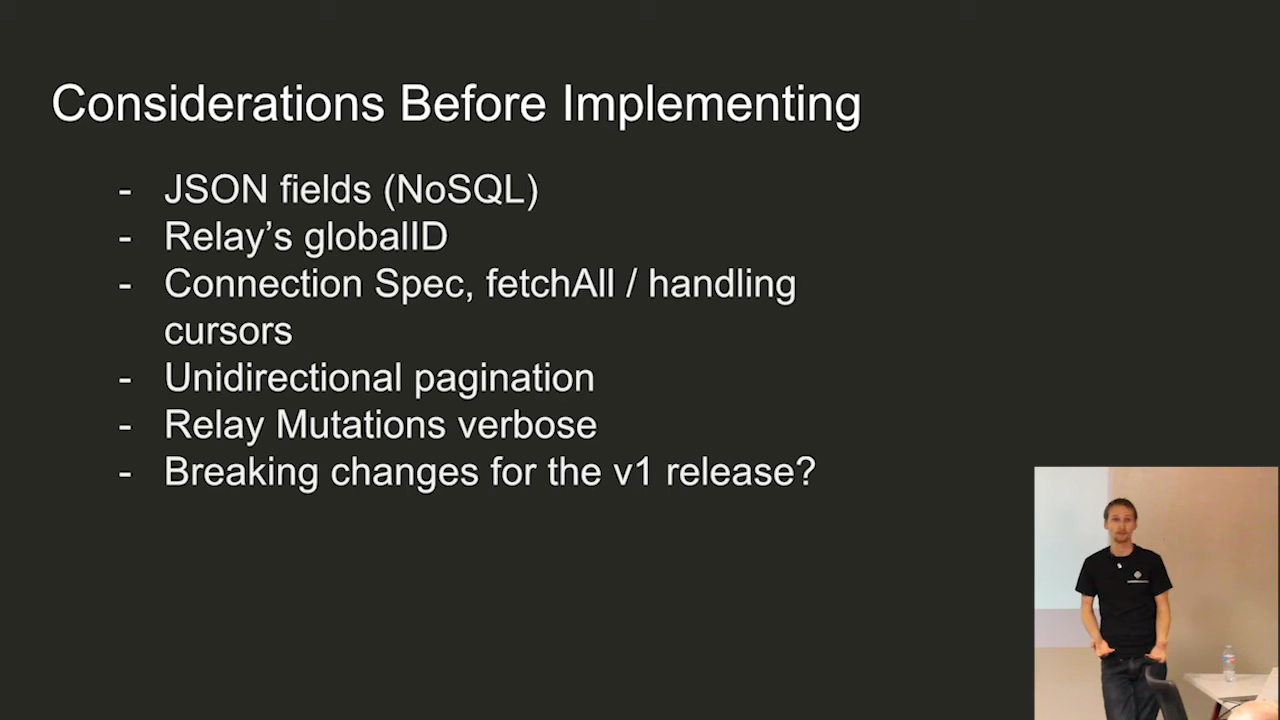 Considerations Before Implementing
- JSON fields (NoSQL)
- Relay's globalID
- Connection Spec, fetchAll / handling
cursors
- Unidirectional pagination
- Relay Mutations verbose
- Breaking changes for the v1 release?